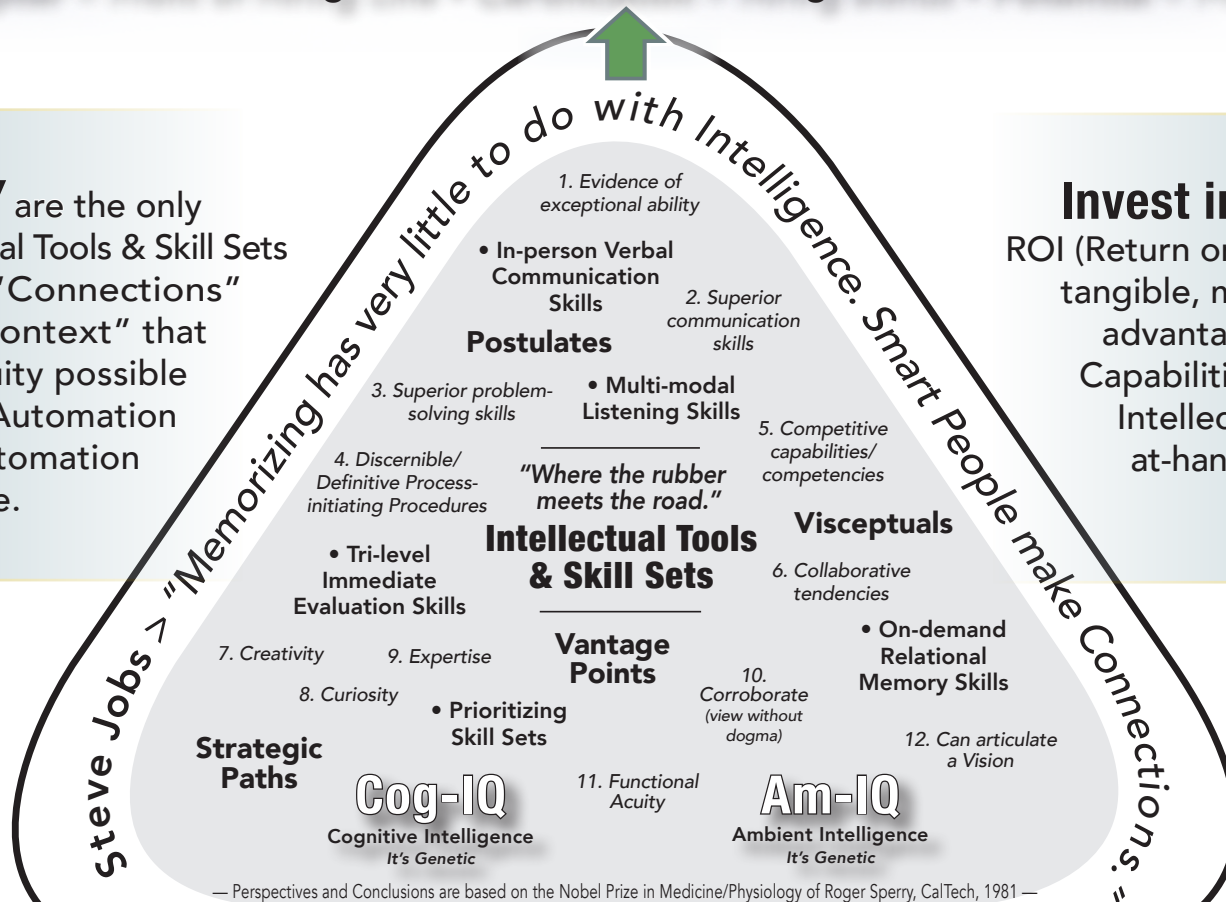 Steve Jobs > "Memorizing has very little to do with Intelligence. Smart People make Connections.
are the only
al Tools & Skill Sets
"Connections"
ontext" that
uity possible
Automation
tomation
e.
Invest in
ROI (Return on
tangible, m
advanta
Capabiliti
Intellec
at-han
1. Evidence of
exceptional ability
• In-person Verbal
Communication
Skills
2. Superior
communication
skills
Postulates
3. Superior problem-
solving skills
• Multi-modal
Listening Skills
4. Discernible/
Definitive Process-
initiating Procedures
5. Competitive
capabilities/
competencies
"Where the rubber
meets the road."
Intellectual Tools
& Skill Sets
Visceptuals
• Tri-level
Immediate
Evaluation Skills
6. Collaborative
tendencies
Vantage
Points
• On-demand
Relational
Memory Skills
7. Creativity
9. Expertise
8. Curiosity
10.
Corroborate
(view without
dogma)
• Prioritizing
Skill Sets
12. Can articulate
a Vision
Strategic
Paths
11. Functional
Acuity
Cog-IQ
Cognitive Intelligence
It's Genetic
Am-IQ
Ambient Intelligence
It's Genetic
— Perspectives and Conclusions are based on the Nobel Prize in Medicine/Physiology of Roger Sperry, CalTech, 1981 —